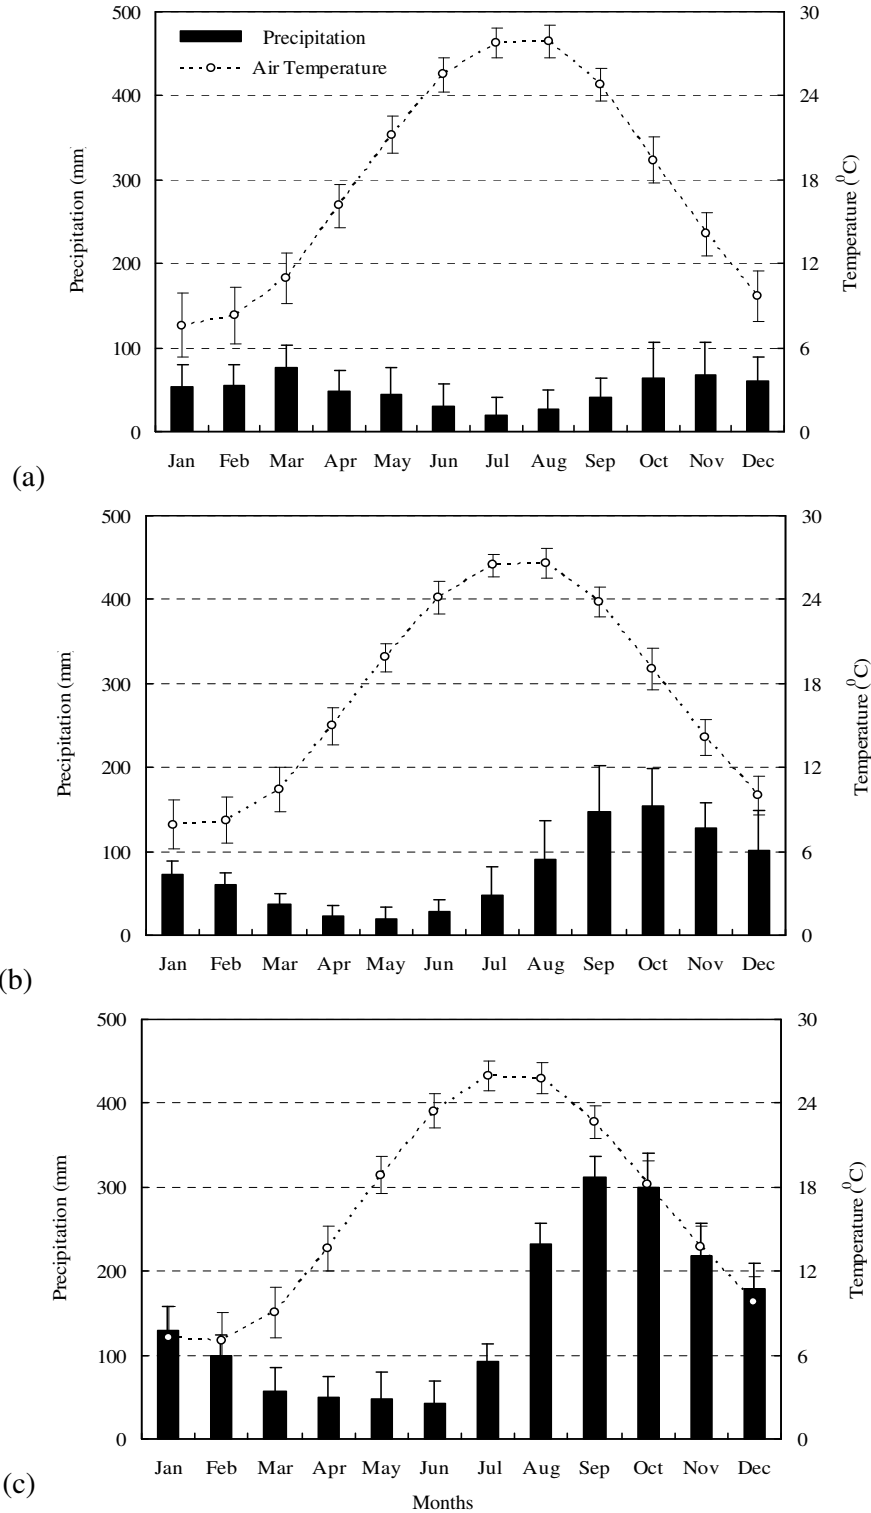 500
400
300
200
100
0
30
24
18
12
6
0
Precipitation
Air Temperature
Precipitation (mm)
Temperature (⁰C)
Jan Feb Mar Apr May Jun Jul Aug Sep Oct Nov Dec
(a)
500
400
300
200
100
0
30
24
18
12
6
0
Precipitation (mm)
Temperature (⁰C)
Jan Feb Mar Apr May Jun Jul Aug Sep Oct Nov Dec
(b)
500
400
300
200
100
0
30
24
18
12
6
0
Precipitation (mm
Temperature (⁰C)
Jan Feb Mar Apr May Jun Jul Aug Sep Oct Nov Dec
(c)
Months